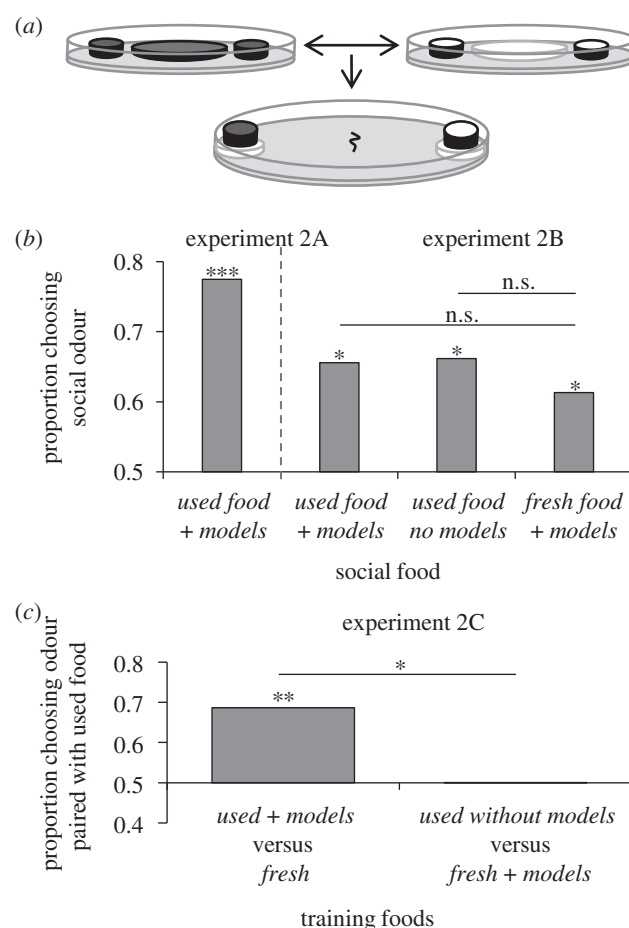 (a)
(b)
experiment 2A
experiment 2B
proportion choosing
social odour
0.8
0.7
0.6
0.5
***
*
*
*
n.s.
n.s.
used food
+ models
used food
+ models
used food
no models
fresh food
+ models
social food
(c)
experiment 2C
proportion choosing odour
paired with used food
0.8
0.7
0.6
0.5
0.4
**
*
used + models
versus
fresh
used without models
versus
fresh + models
training foods